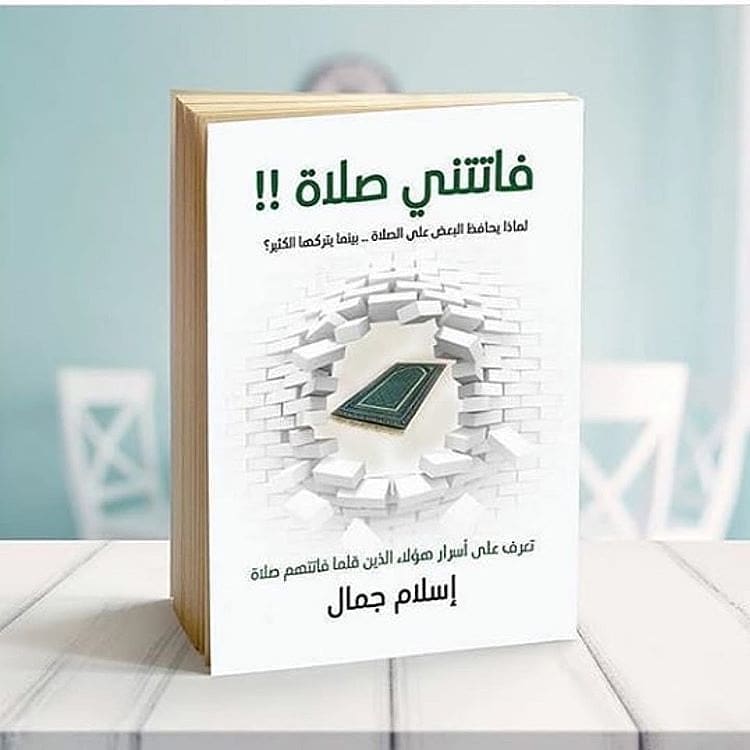 فاتتني صلاة !!
لماذا يحافظ البعض على الصلاة .. بينما يتركها الكثير؟
تعرف على أسرار هؤلاء الذين قلما فاتتهم صلاة
إسلام جمال